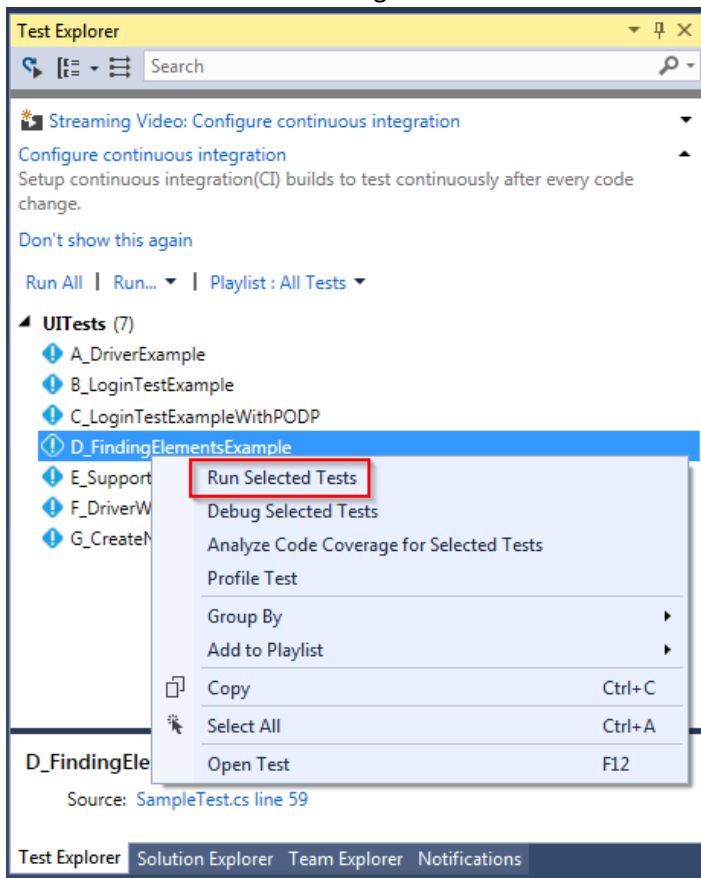 Test Explorer
Search
Streaming Video: Configure continuous integration
Configure continuous integration
Setup continuous integration(CI) builds to test continuously after every code
change.
Don't show this again
Run All | Run... | Playlist : All Tests
UITests (7)
A_DriverExample
B_LoginTestExample
C_LoginTestExampleWithPODP
D_FindingElementsExample
E_Support
Run Selected Tests
F_DriverW
Debug Selected Tests
G_CreateN
Analyze Code Coverage for Selected Tests
Profile Test
Group By
Add to Playlist
Copy Ctrl+C
Select All Ctrl+A
D_FindingEle
Open Test F12
Source: SampleTest.cs line 59
Test Explorer Solution Explorer Team Explorer Notifications